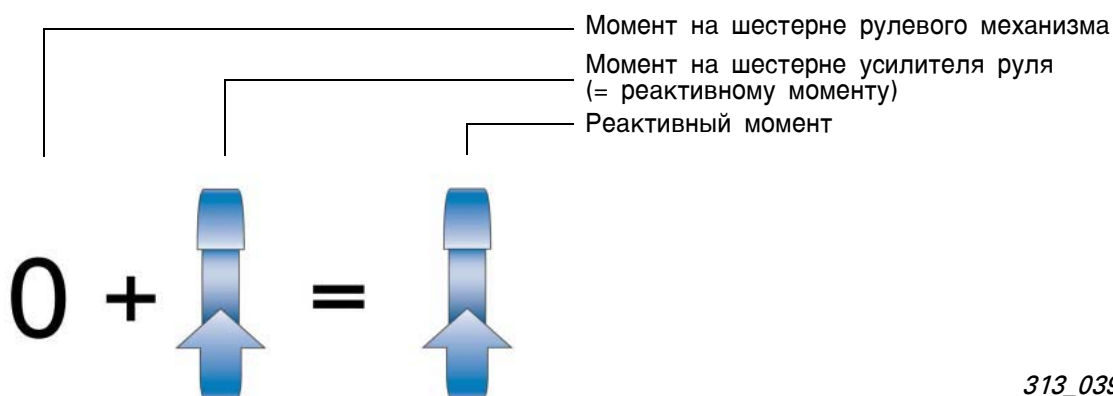 Момент на шестерне рулевого механизма
Момент на шестерне усилителя руля
(= реактивному моменту)
Реактивный момент
0 + =
313_039